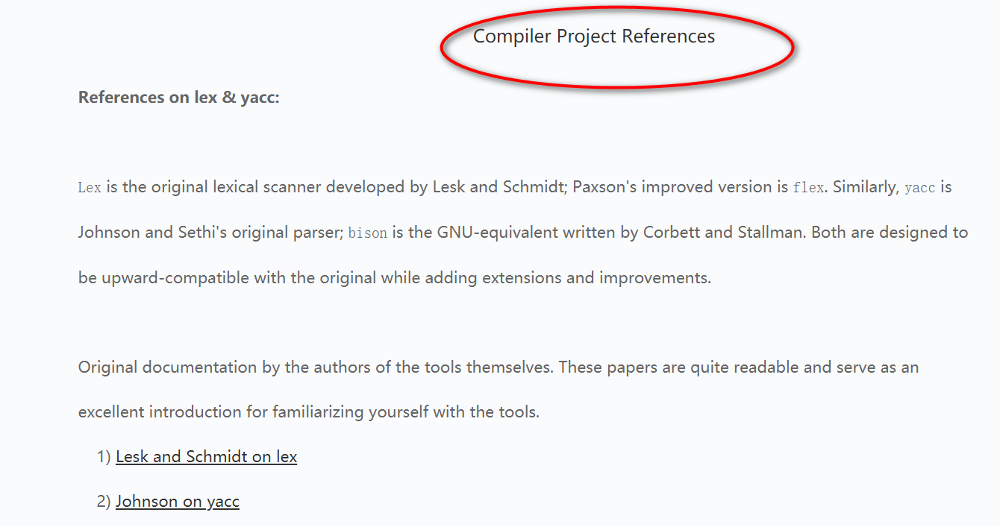 Compiler Project References
References on lex & yacc:
Lex is the original lexical scanner developed by Lesk and Schmidt; Paxson's improved version is flex. Similarly, yacc is
Johnson and Sethi's original parser; bison is the GNU-equivalent written by Corbett and Stallman. Both are designed to
be upward-compatible with the original while adding extensions and improvements.
Original documentation by the authors of the tools themselves. These papers are quite readable and serve as an
excellent introduction for familiarizing yourself with the tools.
1) Lesk and Schmidt on lex
2) Johnson on yacc